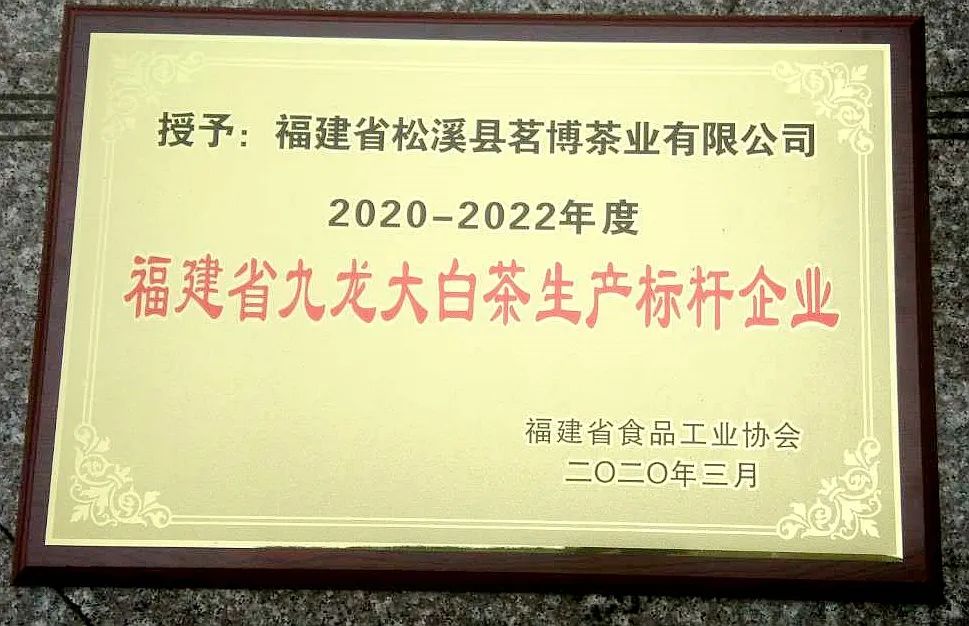 授予：福建省松溪县茗博茶业有限公司
2020-2022年度
福建省九龙大白茶生产标杆企业
福建省食品工业协会
二〇二〇年三月